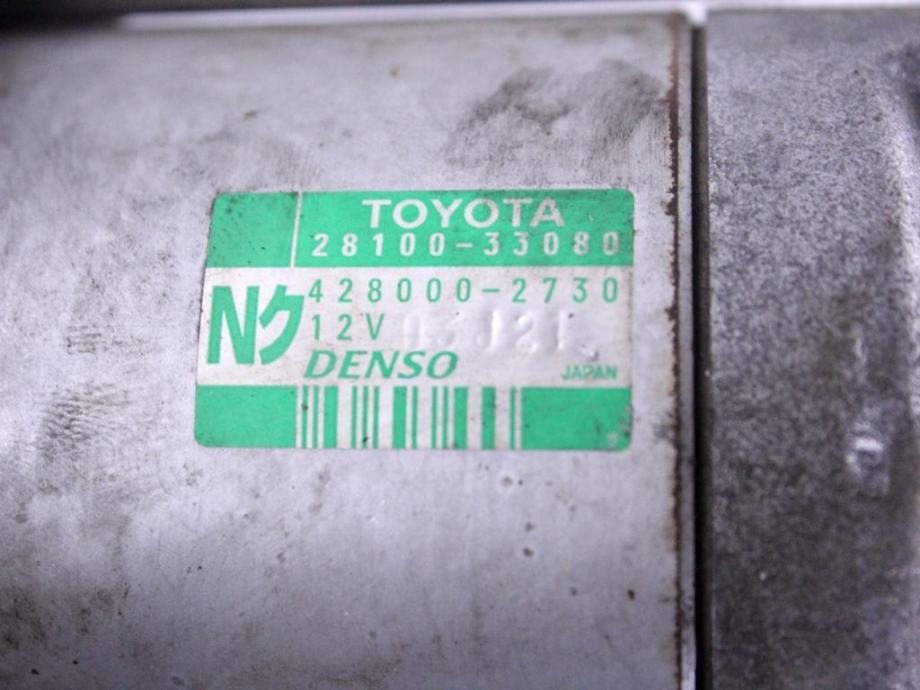 TOYOTA
28100-33080
Nク
428000-2730
12V
DENSO
JAPAN